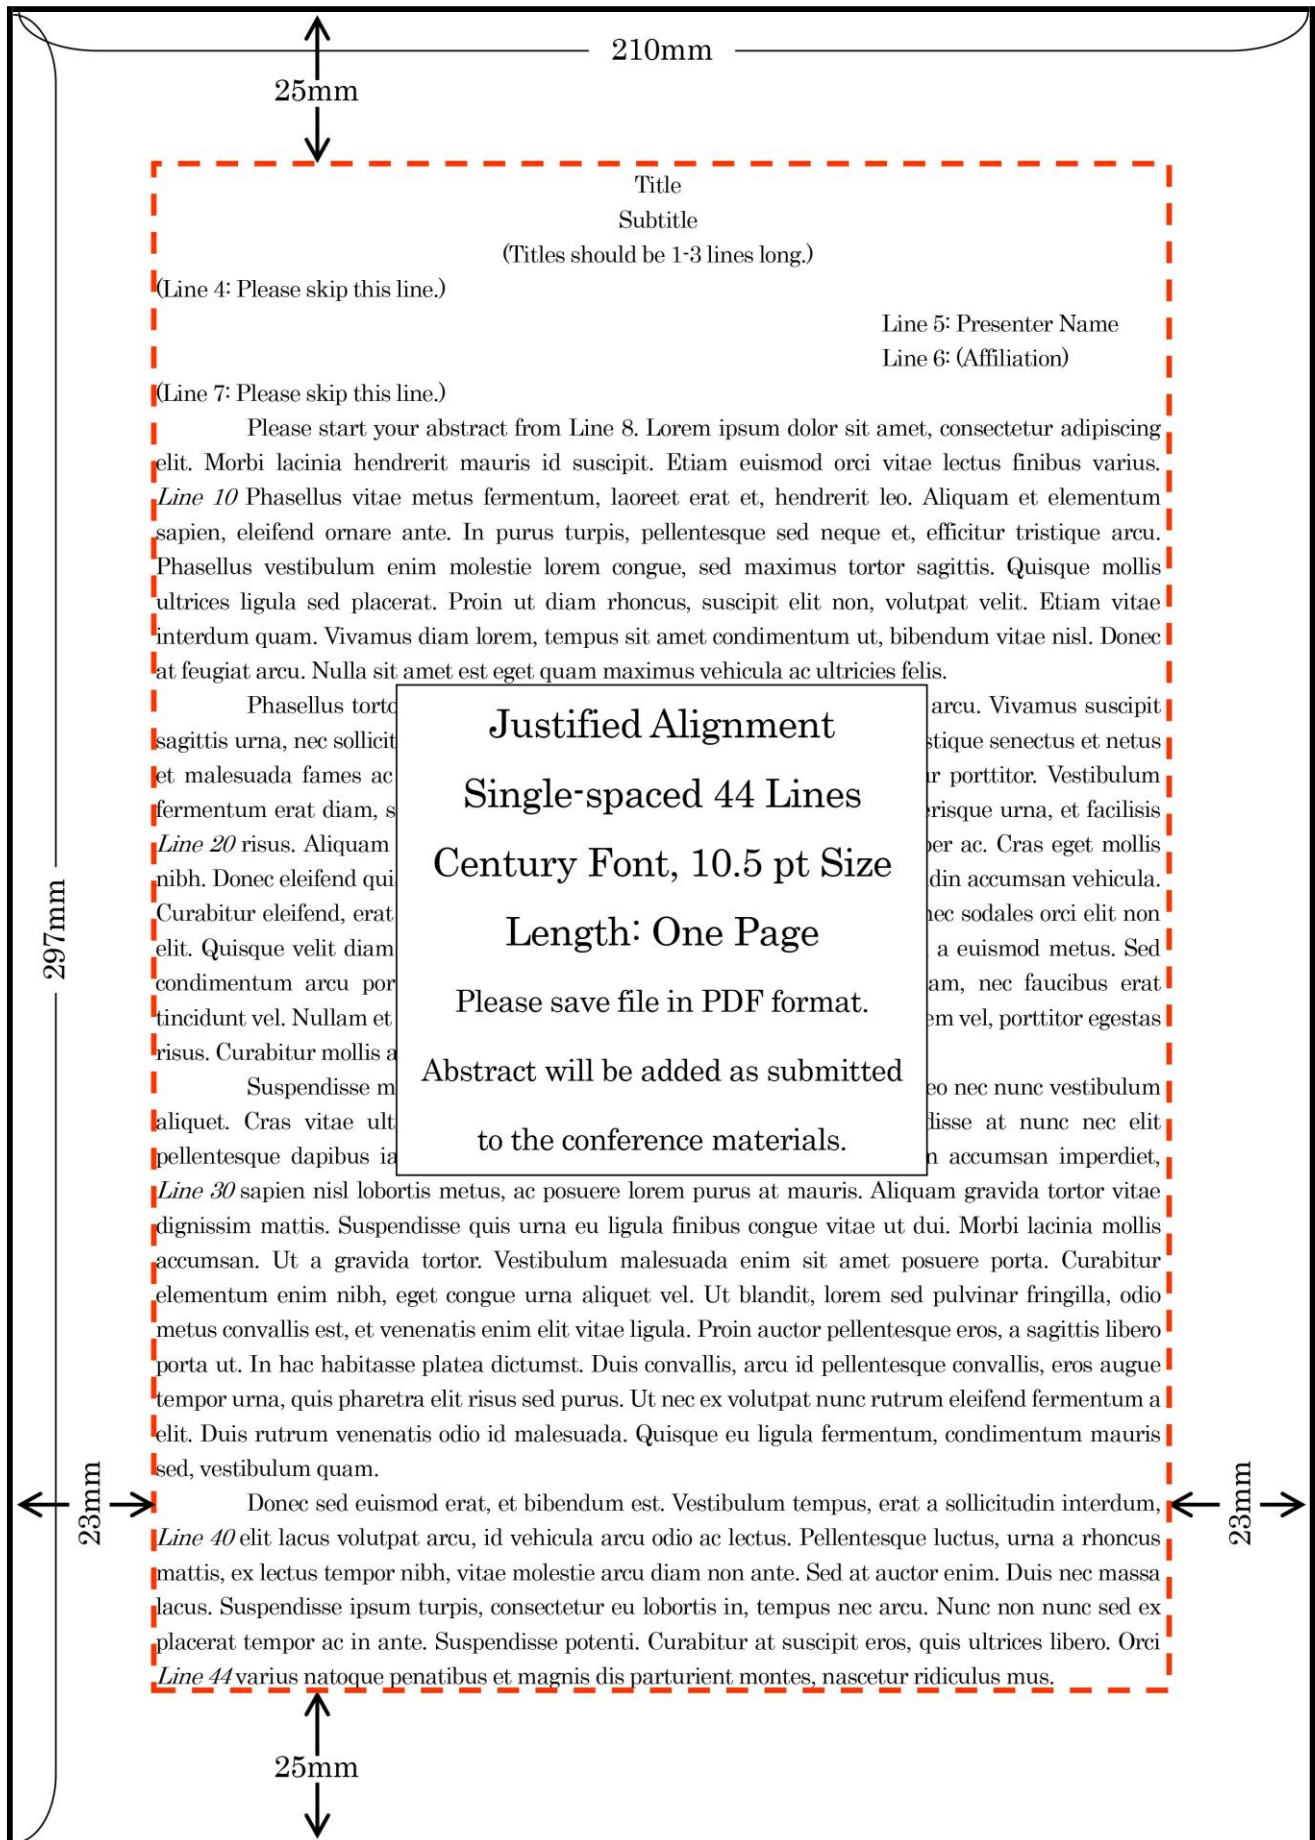 210mm
25mm
Title
Subtitle
(Titles should be 1-3 lines long.)
(Line 4: Please skip this line.)
Line 5: Presenter Name
Line 6: (Affiliation)
(Line 7: Please skip this line.)
Please start your abstract from Line 8. Lorem ipsum dolor sit amet, consectetur adipiscing
elit. Morbi lacinia hendrerit mauris id suscipit. Etiam euismod orci vitae lectus finibus varius.
Line 10 Phasellus vitae metus fermentum, laoreet erat et, hendrerit leo. Aliquam et elementum
sapien, eleifend ornare ante. In purus turpis, pellentesque sed neque et, efficitur tristique arcu.
Phasellus vestibulum enim molestie lorem congue, sed maximus tortor sagittis. Quisque mollis
ultrices ligula sed placerat. Proin ut diam rhoncus, suscipit elit non, volutpat velit. Etiam vitae
interdum quam. Vivamus diam lorem, tempus sit amet condimentum ut, bibendum vitae nisl. Donec
at feugiat arcu. Nulla sit amet est eget quam maximus vehicula ac ultricies felis.
Phasellus arcu. Vivamus suscipit
sagittis urna, nec senectus et netus
et malesuada fames ac porttitor. Vestibulum
fermentum erat diam, urna, et facilisis
Line 20 risus. Aliquam ac. Cras eget mollis
nibh. Donec eleifend accumsan vehicula.
Curabitur eleifend, erat sodales orci elit non
elit. Quisque velit diam a euismod metus. Sed
condimentum arcu nec faucibus erat
tincidunt vel. Nullam et vel, porttitor egestas
risus. Curabitur mollis
Suspendisse nec nunc vestibulum
aliquet. Cras vitae at nunc nec elit
pellentesque dapibus accumsan imperdiet,
Justified Alignment
Single-spaced 44 Lines
Century Font, 10.5 pt Size
Length: One Page
Please save file in PDF format.
Abstract will be added as submitted
to the conference materials.
Line 30 sapien nisl lobortis metus, ac posuere lorem purus at mauris. Aliquam gravida tortor vitae
dignissim mattis. Suspendisse quis urna eu ligula finibus congue vitae ut dui. Morbi lacinia mollis
accumsan. Ut a gravida tortor. Vestibulum malesuada enim sit amet posuere porta. Curabitur
elementum enim nibh, eget congue urna aliquet vel. Ut blandit, lorem sed pulvinar fringilla, odio
metus convallis est, et venenatis enim elit vitae ligula. Proin auctor pellentesque eros, a sagittis libero
porta ut. In hac habitasse platea dictumst. Duis convallis, arcu id pellentesque convallis, eros augue
tempor urna, quis pharetra elit risus sed purus. Ut nec ex volutpat nunc rutrum eleifend fermentum a
elit. Duis rutrum venenatis odio id malesuada. Quisque eu ligula fermentum, condimentum mauris
sed, vestibulum quam.
Donec sed euismod erat, et bibendum est. Vestibulum tempus, erat a sollicitudin interdum,
Line 40 elit lacus volutpat arcu, id vehicula arcu odio ac lectus. Pellentesque luctus, urna a rhoncus
mattis, ex lectus tempor nibh, vitae molestie arcu diam non ante. Sed at auctor enim. Duis nec massa
lacus. Suspendisse ipsum turpis, consectetur eu lobortis in, tempus nec arcu. Nunc non nunc sed ex
placerat tempor ac in ante. Suspendisse potenti. Curabitur at suscipit eros, quis ultrices libero. Orci
Line 44 varius natoque penatibus et magnis dis parturient montes, nascetur ridiculus mus.
297mm
23mm
23mm
25mm